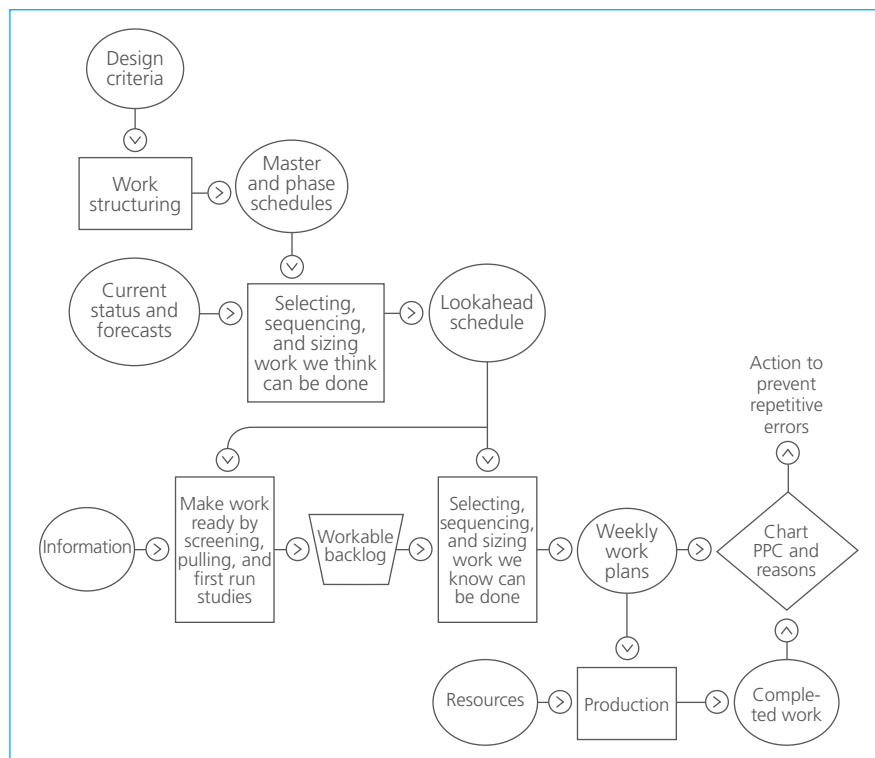 Design
criteria
Work
structuring
Master
and phase
schedules
Current
status and
forecasts
Selecting,
sequencing,
and sizing
work we think
can be done
Lookahead
schedule
Action to
prevent
repetitive
errors
Information
Make work
ready by
screening,
pulling, and
first run
studies
Workable
backlog
Selecting,
sequencing,
and sizing
work we
know can
be done
Weekly
work
plans
Chart
PPC and
reasons
Resources
Production
Comple-
ted work